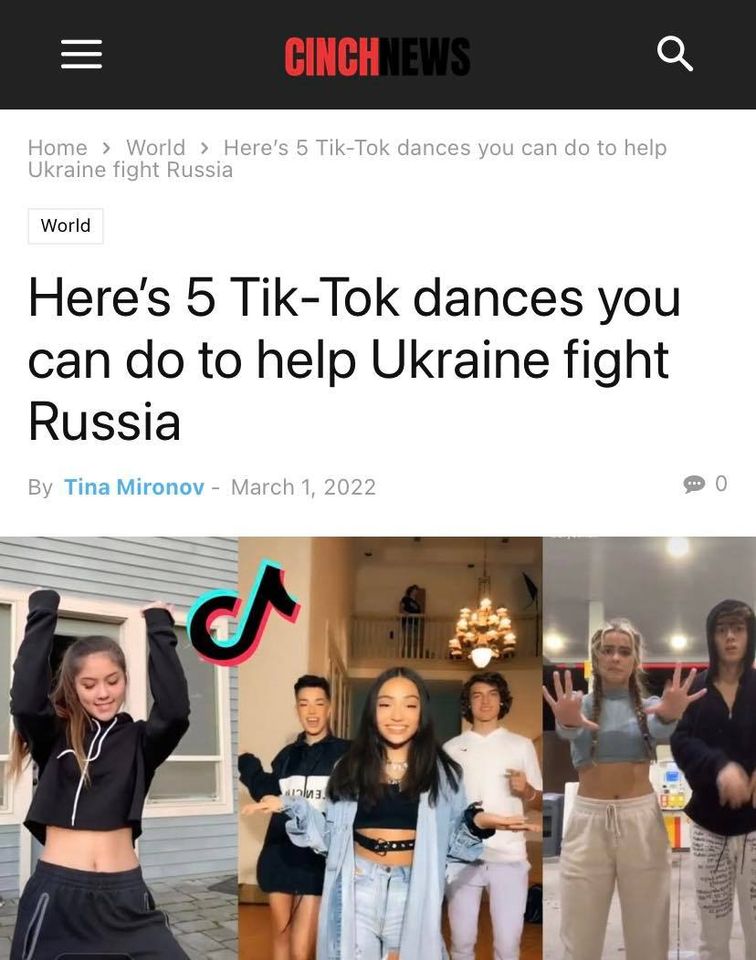 CINCHNEWS
Home > World > Here's 5 Tik-Tok dances you can do to help
Ukraine fight Russia
World
Here's 5 Tik-Tok dances you
can do to help Ukraine fight
Russia
By Tina Mironov - March 1, 2022
0